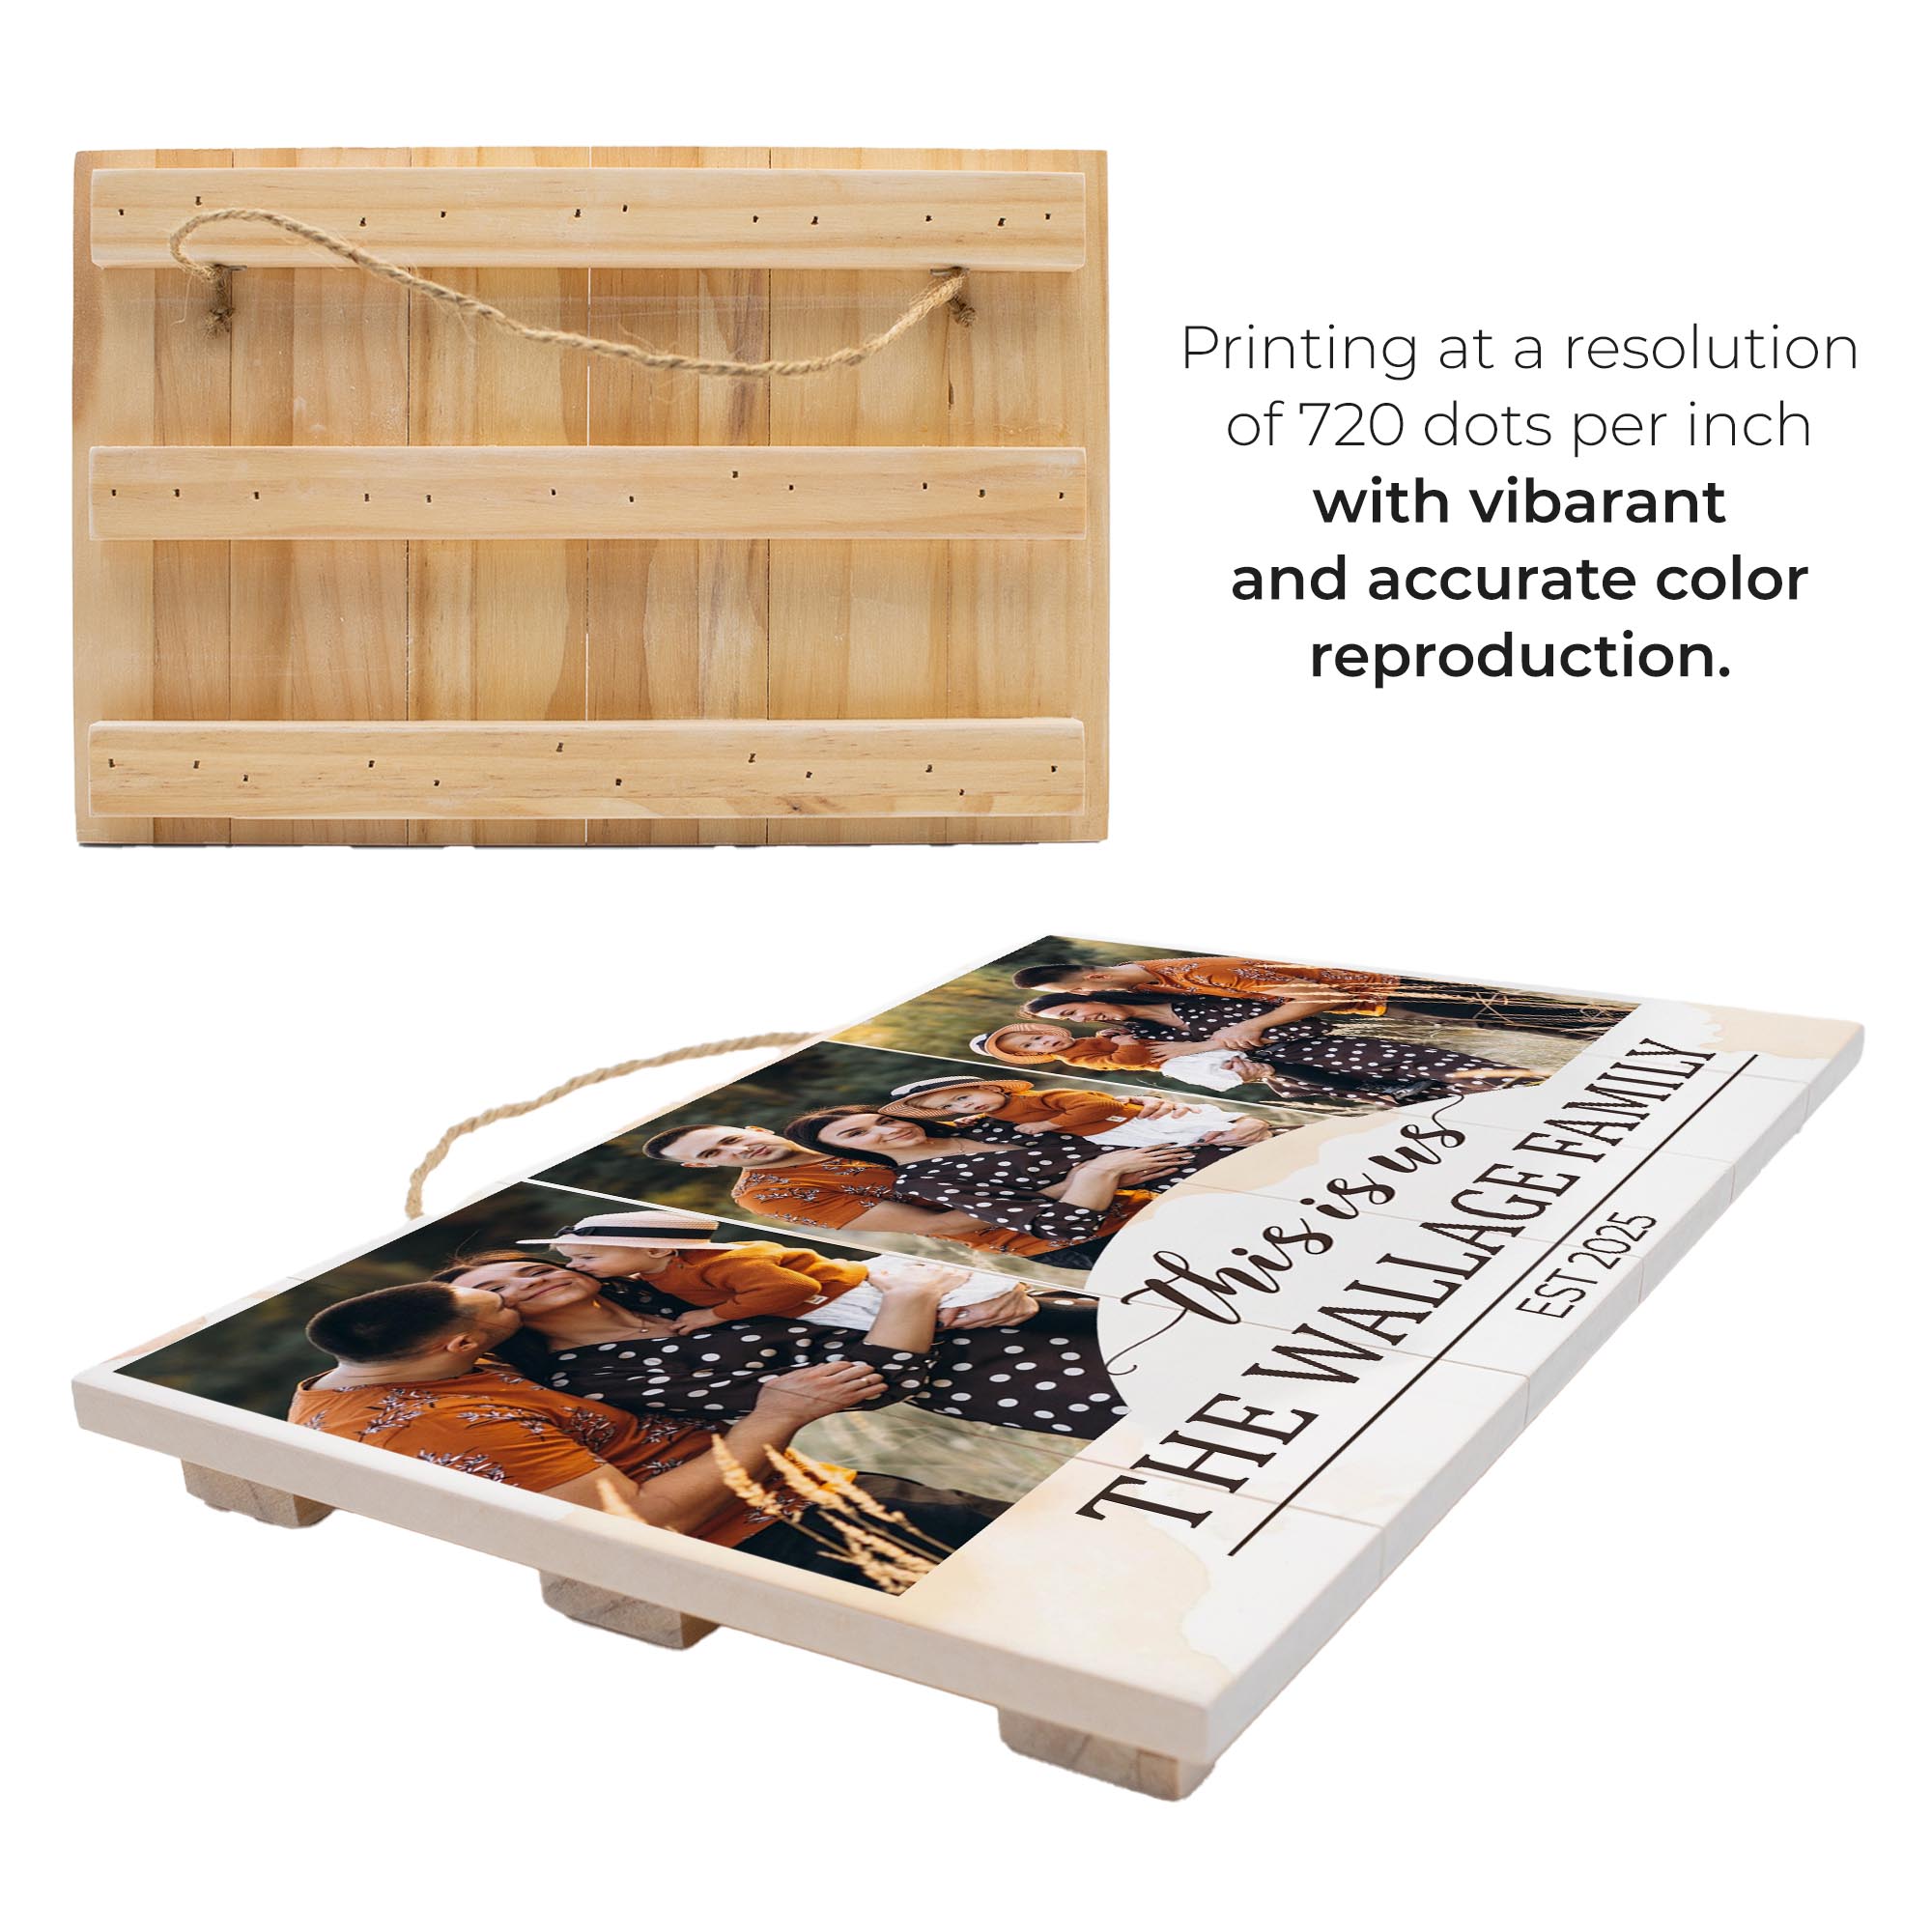 Printing at a resolution
of 720 dots per inch
with vibarant
and accurate color
reproduction.
this is us
THE WALLAGE FAMILY
EST 2025